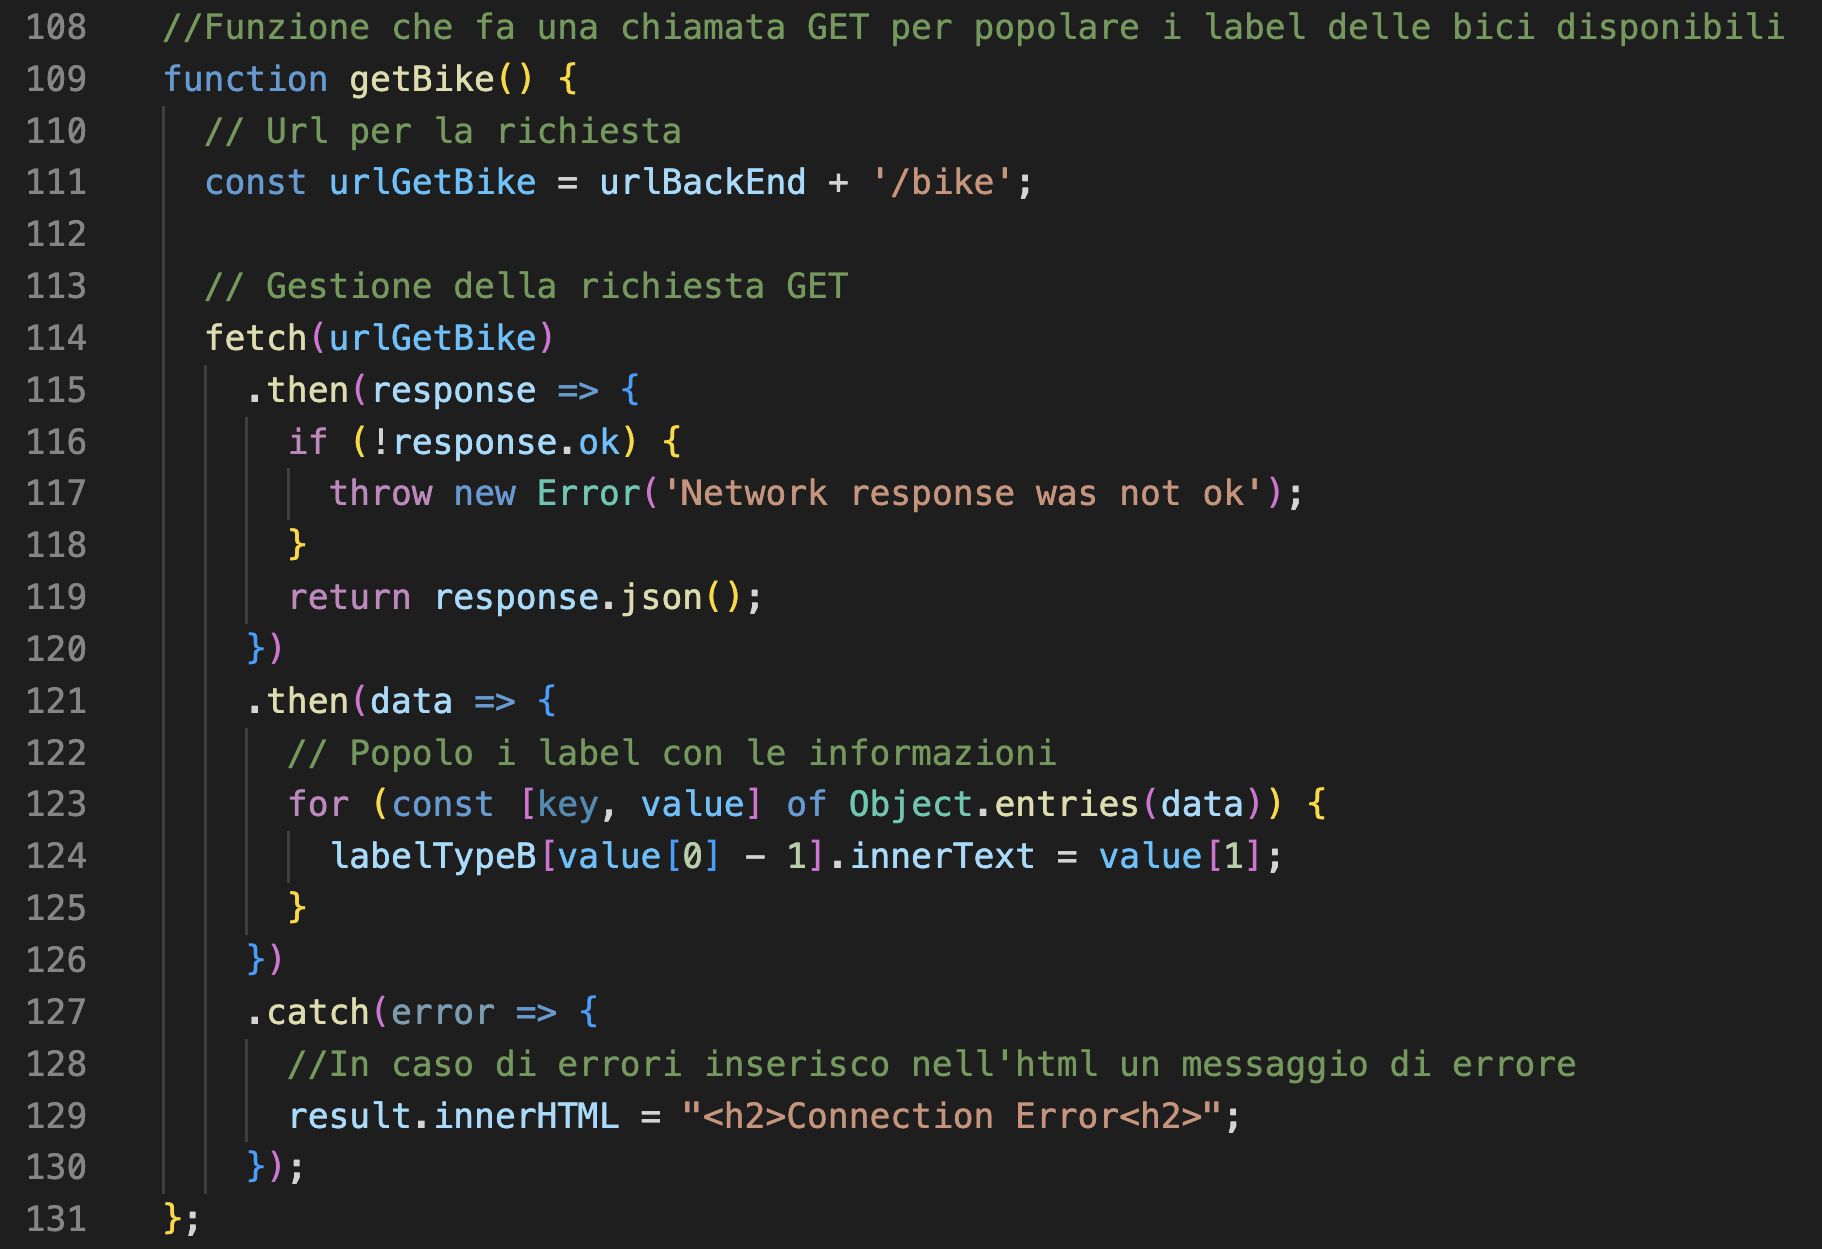 108 //Funzione che fa una chiamata GET per popolare i label delle bici disponibili
109 function getBike() {
110 // Url per la richiesta
111 const urlGetBike = urlBackEnd + '/bike';
112
113 // Gestione della richiesta GET
114 fetch(urlGetBike)
115 .then(response => {
116 if (!response.ok) {
117 throw new Error('Network response was not ok');
118 }
119 return response.json();
120 })
121 .then(data => {
122 // Popolo i label con le informazioni
123 for (const [key, value] of Object.entries(data)) {
124 labelTypeB[value[0] - 1].innerText = value[1];
125 }
126 })
127 .catch(error => {
128 //In caso di errori inserisco nell'html un messaggio di errore
129 result.innerHTML = "<h2>Connection Error<h2>";
130 });
131 };